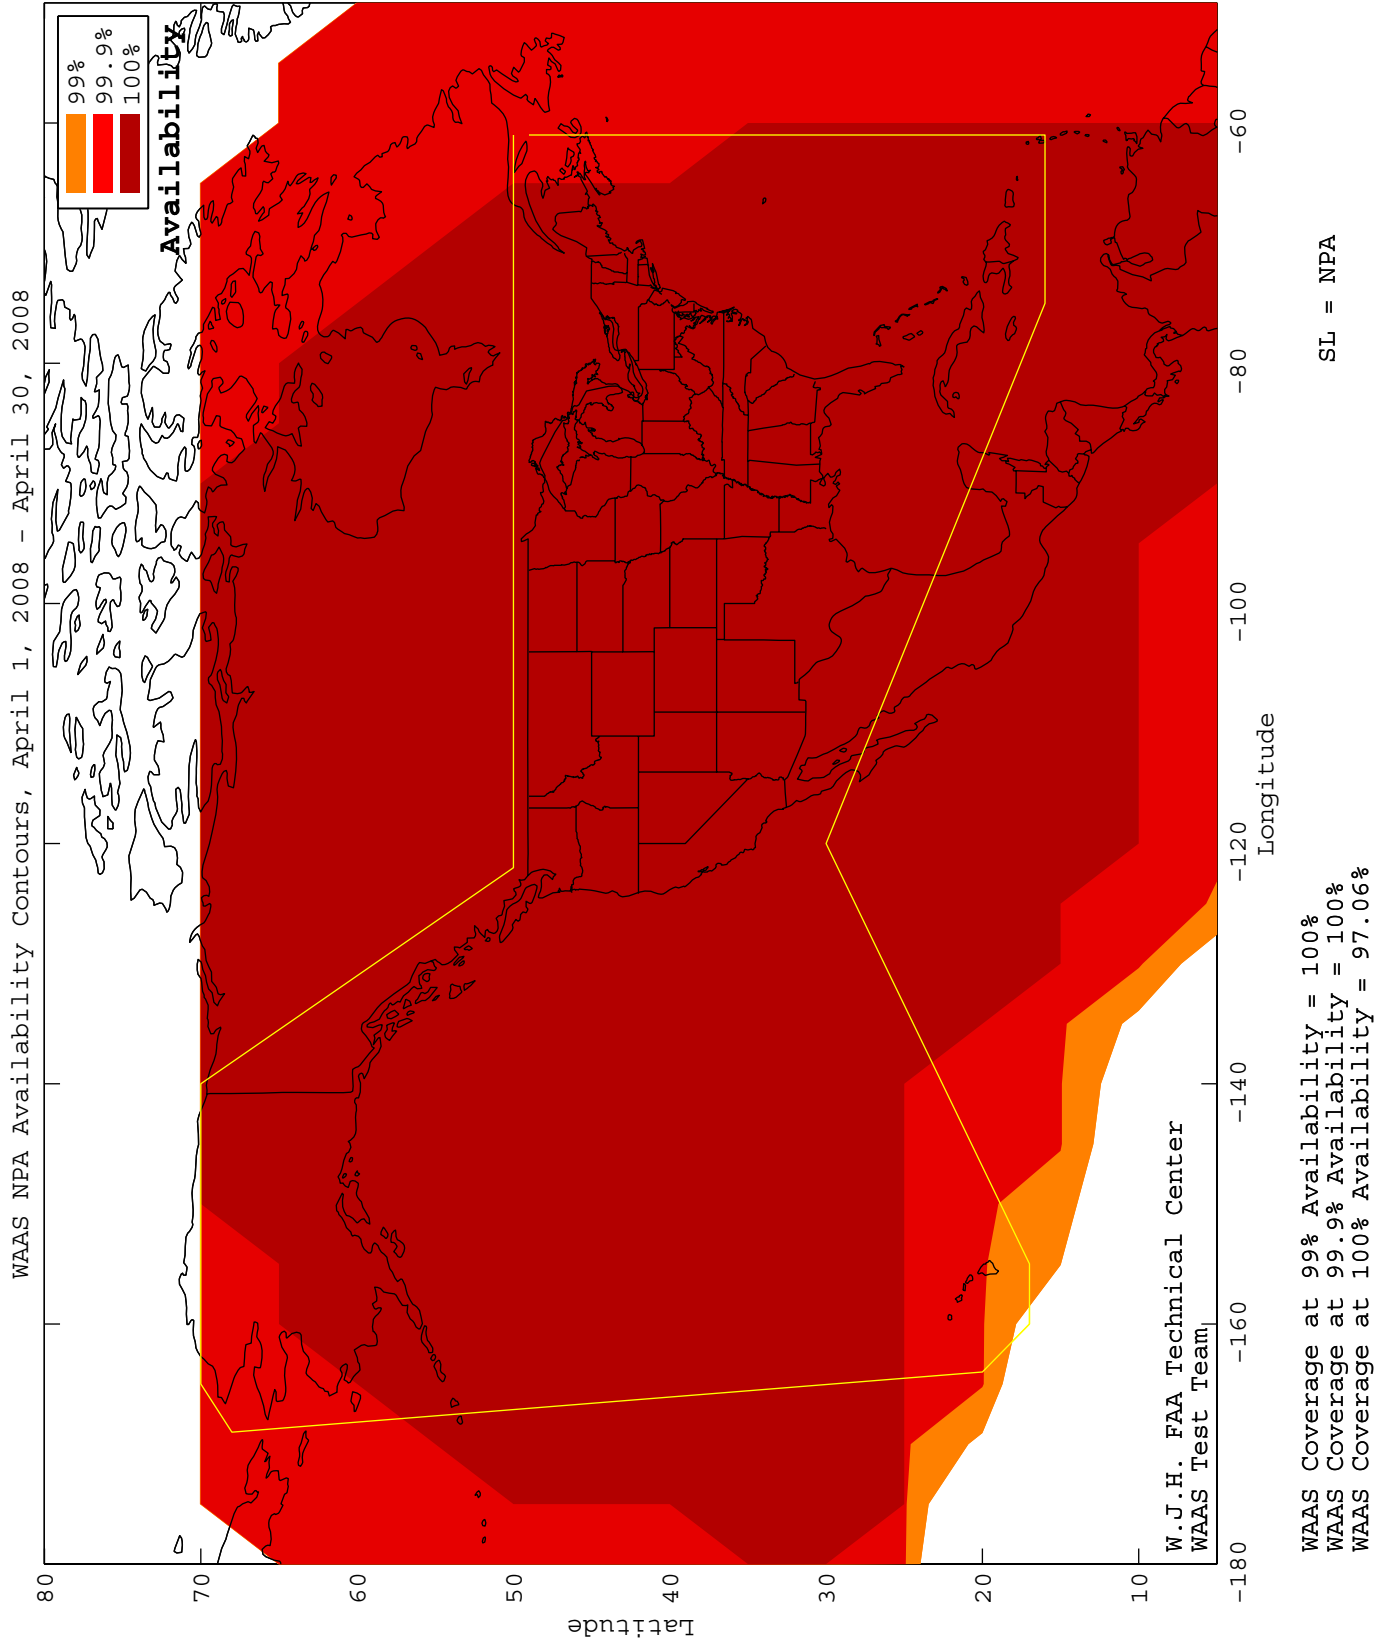 WAAS NPA Availability Contours, April 1, 2008 - April 30, 2008
99%
99.9%
100%
Availability
80
70
60
50
40
30
20
10
Latitude
-180
-160
-140
-120
-100
-80
-60
Longitude
W.J.H. FAA Technical Center
WAAS Test Team
SL = NPA
WAAS Coverage at 99% Availability = 100%
WAAS Coverage at 99.9% Availability = 100%
WAAS Coverage at 100% Availability = 97.06%